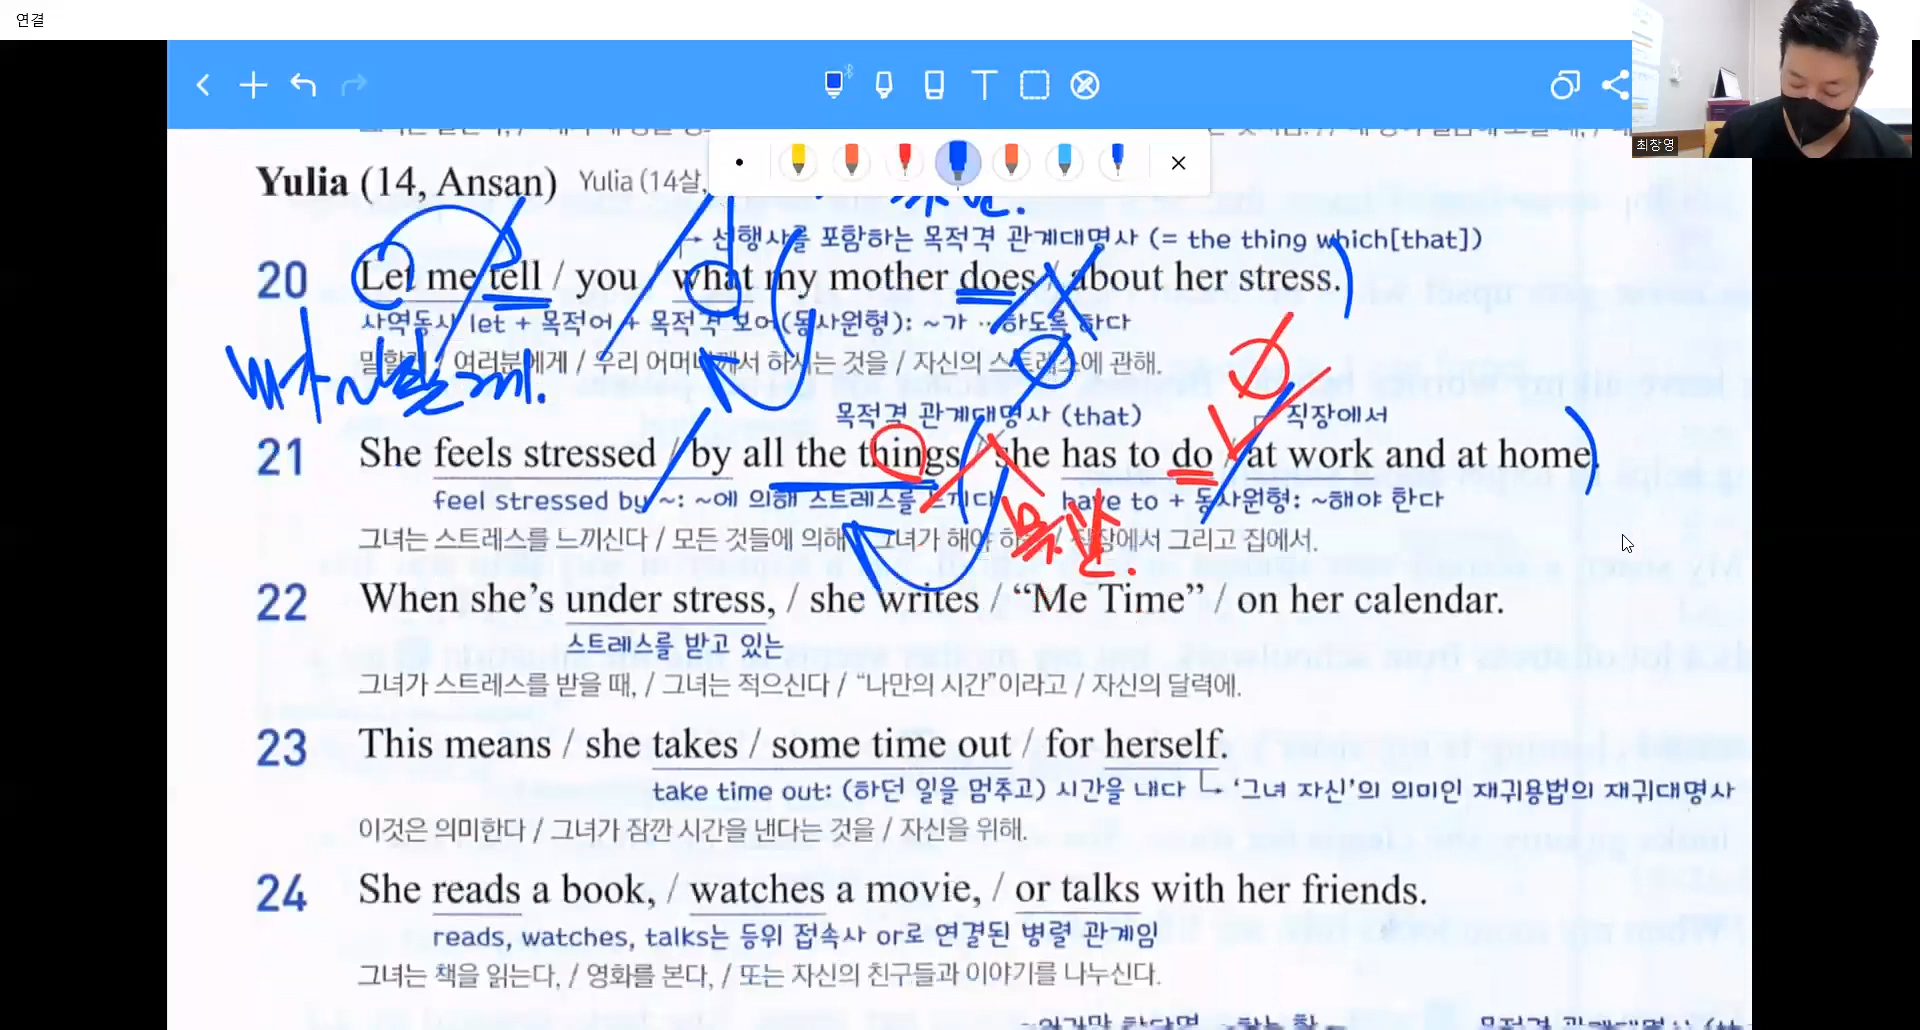 연결
최창영
Yulia (14, Ansan) Yulia (14살,
선행사를 포함하는 목적격 관계대명사 (= the thing which[that])
20 Let me tell / you / what my mother does / about her stress.
사역동사 let + 목적어 + 목적격 보어(동사원형): ~가 …하도록 하다
말할게 / 여러분에게 / 우리 어머니께서 하시는 것을 / 자신의 스트레스에 관해.
목적격 관계대명사 (that)
직장에서
21 She feels stressed / by all the things / she has to do / at work and at home.
feel stressed by ~: ~에 의해 스트레스를 느끼다 have to + 동사원형: ~해야 한다
그녀는 스트레스를 느끼신다 / 모든 것들에 의해 / 그녀가 해야 하는 / 직장에서 그리고 집에서.
목.관.
22 When she’s under stress, / she writes / “Me Time” / on her calendar.
스트레스를 받고 있는
그녀가 스트레스를 받을 때, / 그녀는 적으신다 / “나만의 시간”이라고 / 자신의 달력에.
23 This means / she takes / some time out / for herself.
take time out: (하던 일을 멈추고) 시간을 내다 ‘그녀 자신’의 의미인 재귀용법의 재귀대명사
이것은 의미한다 / 그녀가 잠깐 시간을 낸다는 것을 / 자신을 위해.
24 She reads a book, / watches a movie, / or talks with her friends.
reads, watches, talks는 등위 접속사 or로 연결된 병렬 관계임
그녀는 책을 읽는다, / 영화를 본다, / 또는 자신의 친구들과 이야기를 나누신다.